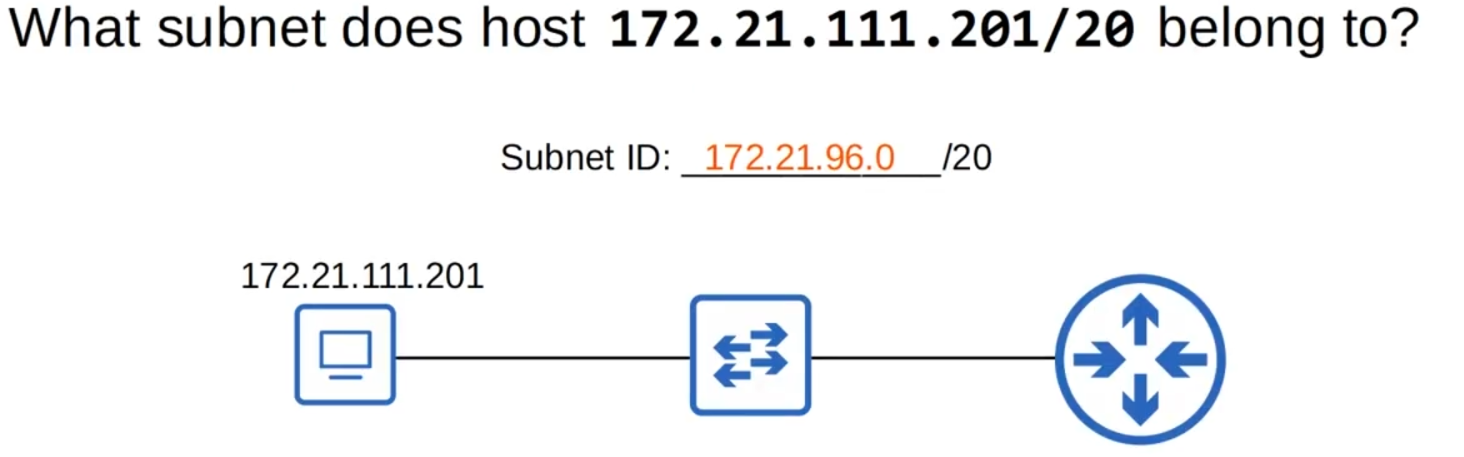 What subnet does host 172.21.111.201/20 belong to?
Subnet ID: 172.21.96.0 /20
172.21.111.201